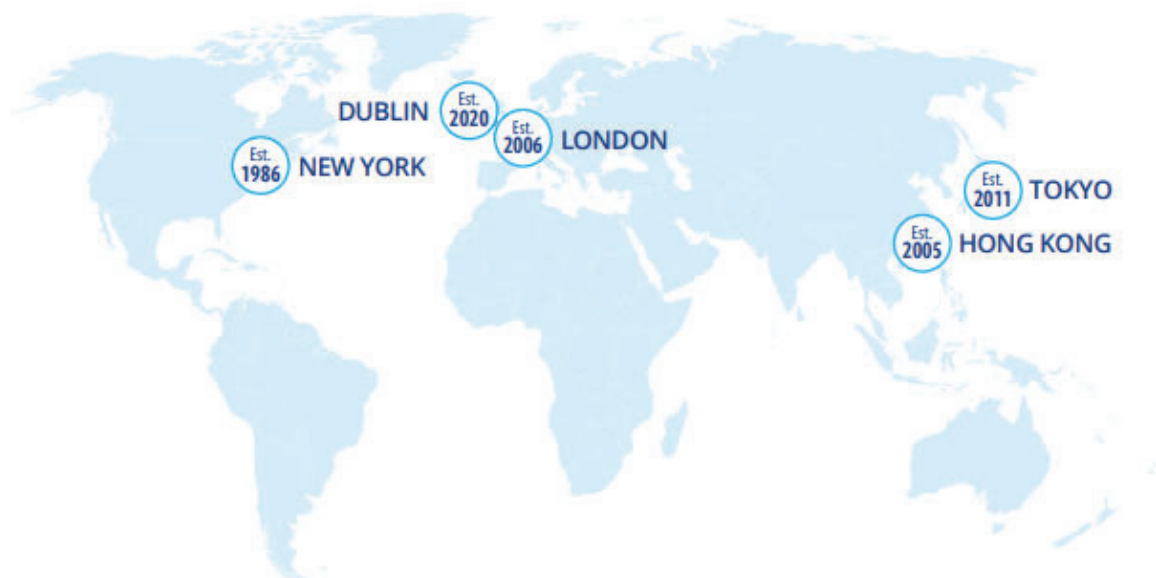 DUBLIN
Est.
2020
Est.
2006
LONDON
Est.
1986
NEW YORK
Est.
2011
TOKYO
Est.
2005
HONG KONG